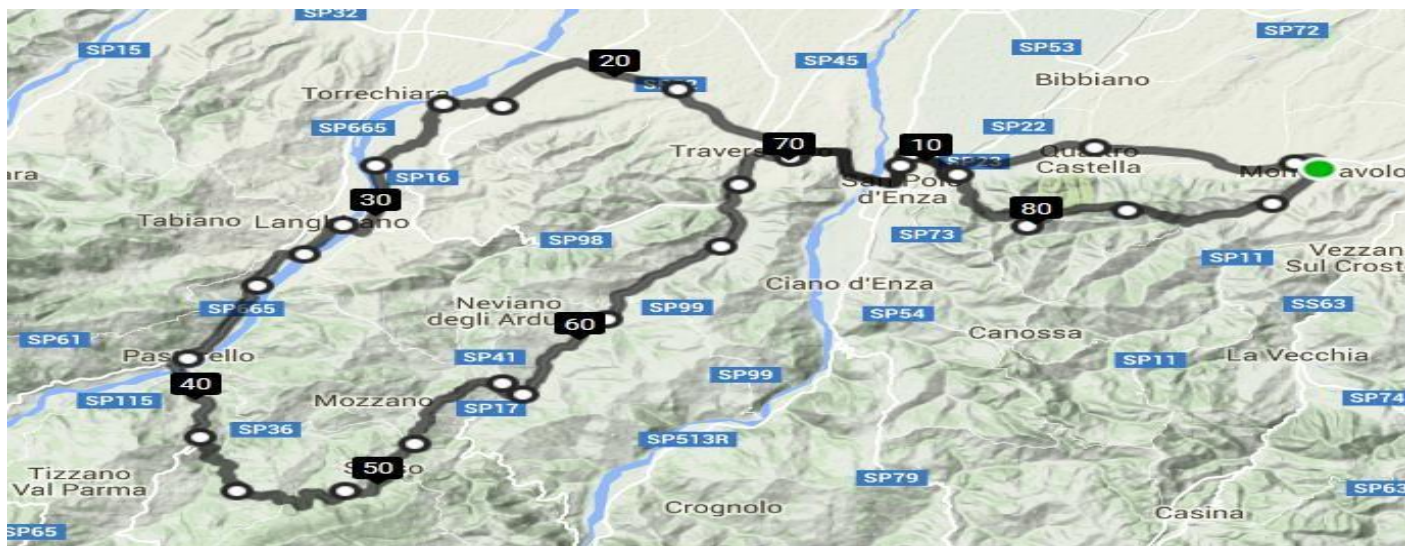 SP32
SP72
SP15
SP45
SP53
20
Bibbiano
Torrechiara
SP665
SP22
70
10
SP23
SP16
San Polo
d'Enza
Castella
30
Tabiano
SP98
SP73
80
SP11
Vezzan
Sul Crost
Ciano d'Enza
SP665
Neviano
degli Ardu
SP99
SS63
60
SP54
SP61
Canossa
SP41
SP11
La Vecchia
40
SP99
SP115
Mozzano
SP17
SP74
SP36
SP513R
50
Tizzano
Val Parma
SP79
SP63
Crognolo
Casina
SP65